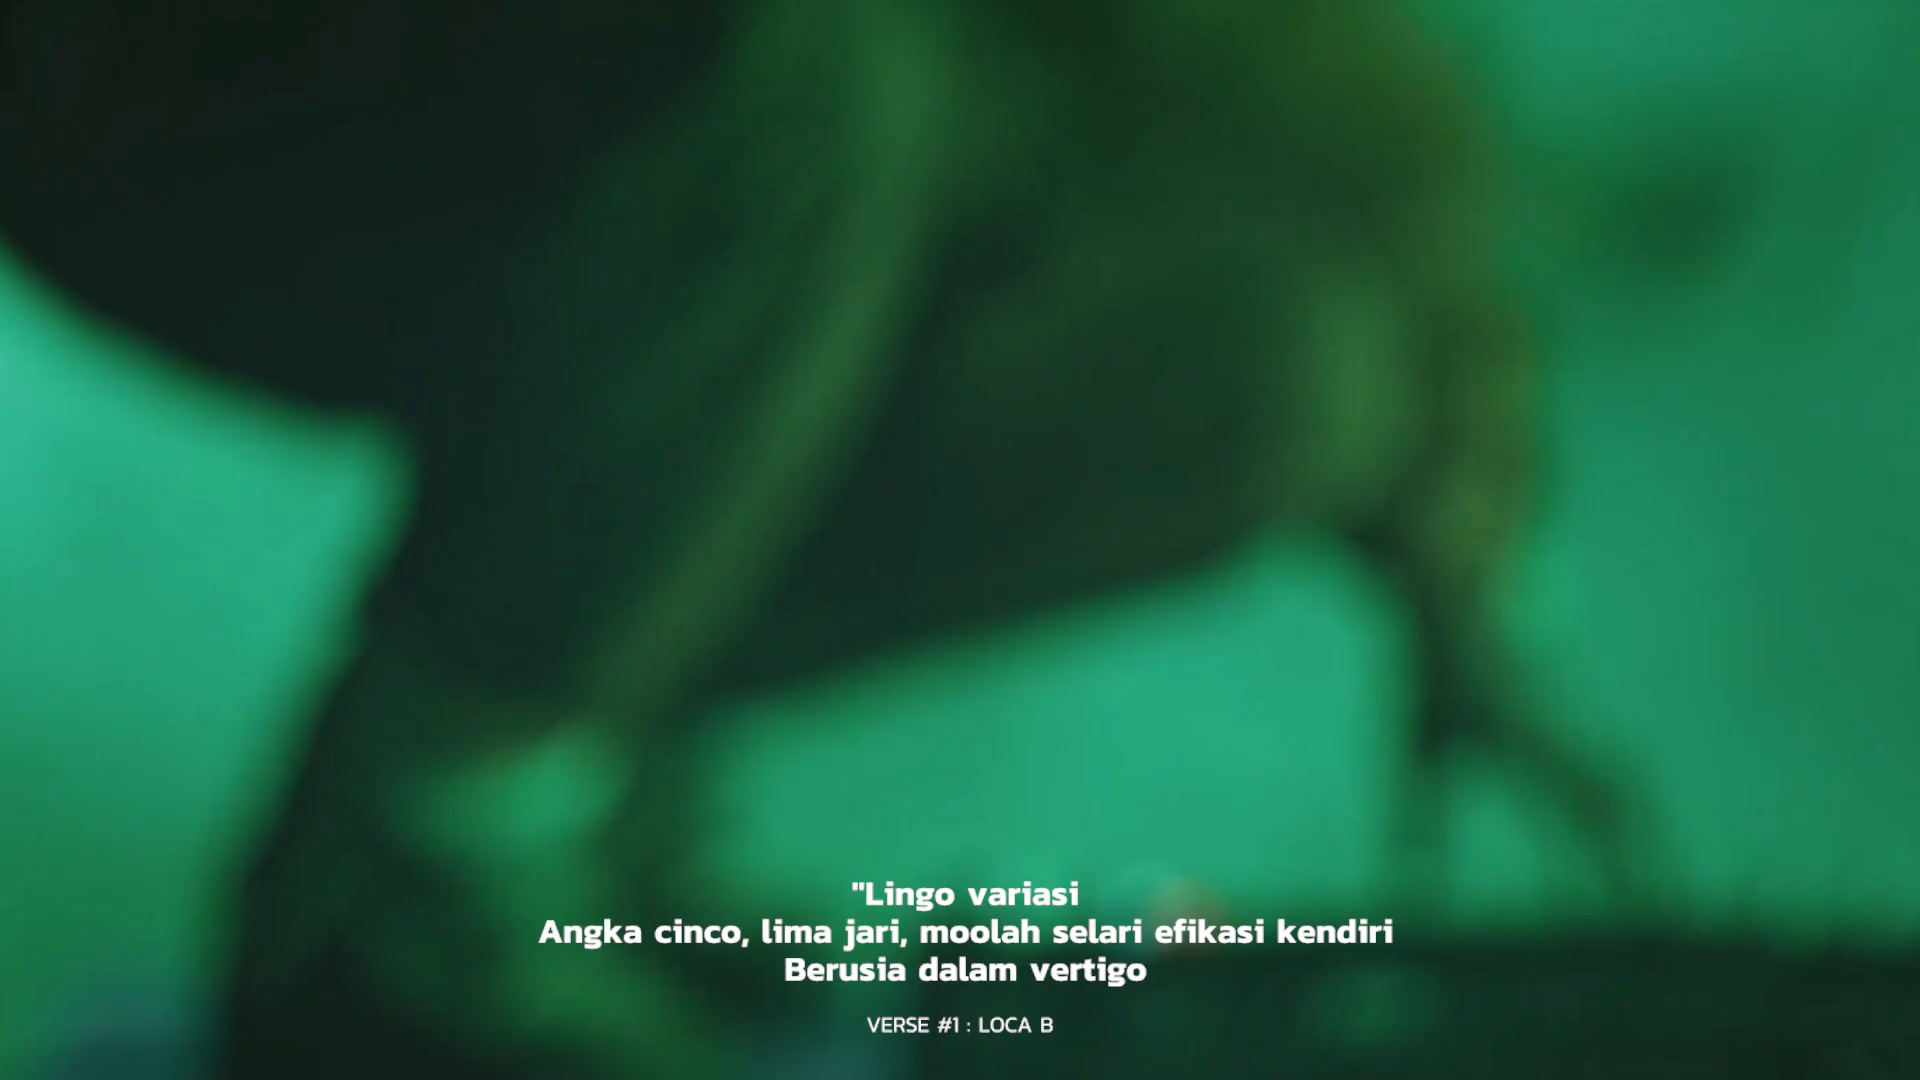 "Lingo variasi
Angka cinco, lima jari, moolah selari efikasi kendiri
Berusia dalam vertigo
VERSE #1 : LOCA B